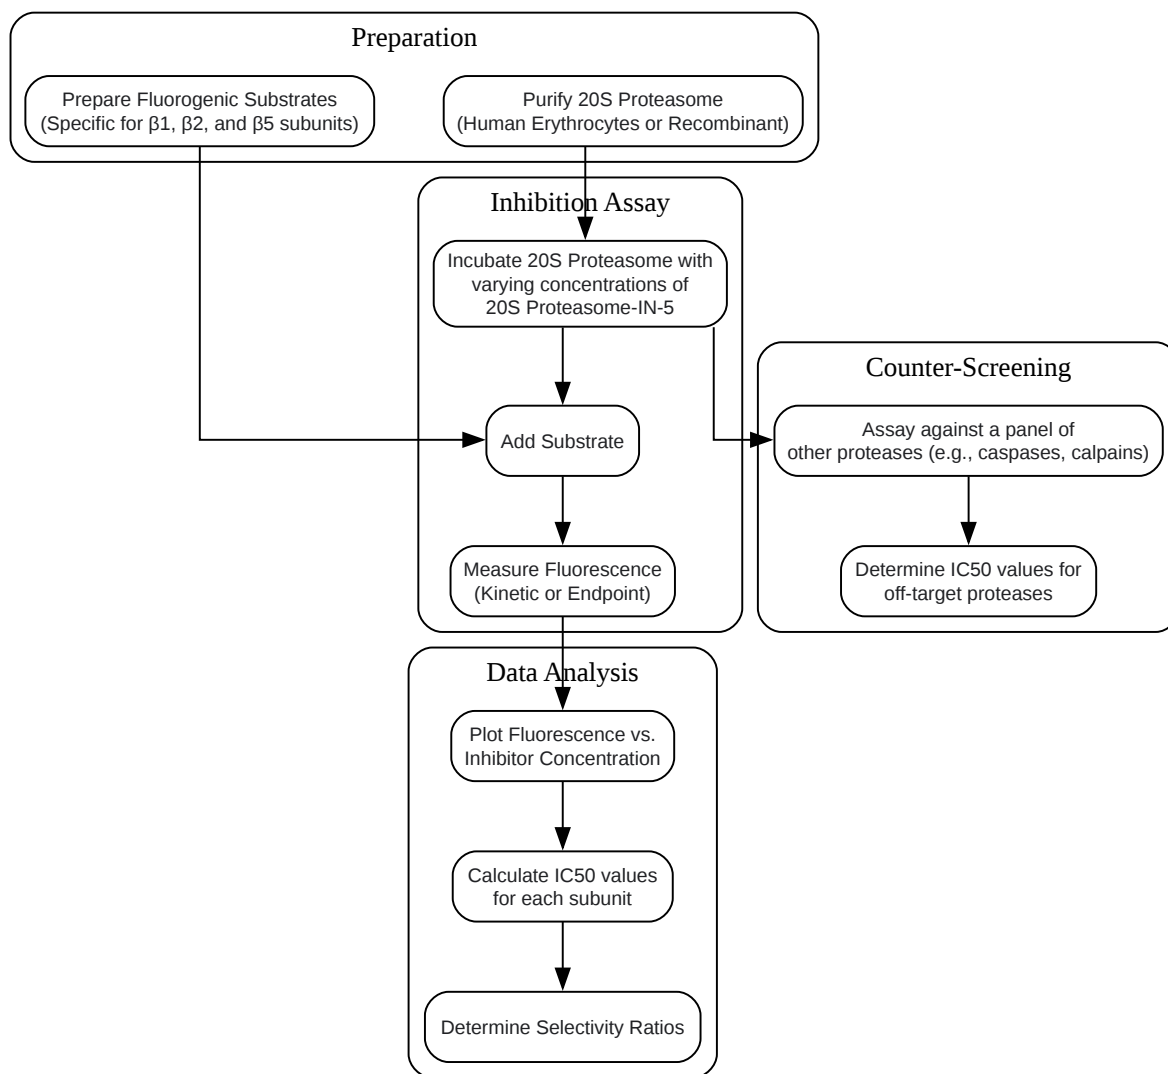 Preparation
Prepare Fluorogenic Substrates
(Specific for β1, β2, and β5 subunits)
Purify 20S Proteasome
(Human Erythrocytes or Recombinant)
Inhibition Assay
Incubate 20S Proteasome with
varying concentrations of
20S Proteasome-IN-5
Add Substrate
Measure Fluorescence
(Kinetic or Endpoint)
Counter-Screening
Assay against a panel of
other proteases (e.g., caspases, calpains)
Determine IC50 values for
off-target proteases
Data Analysis
Plot Fluorescence vs.
Inhibitor Concentration
Calculate IC50 values
for each subunit
Determine Selectivity Ratios